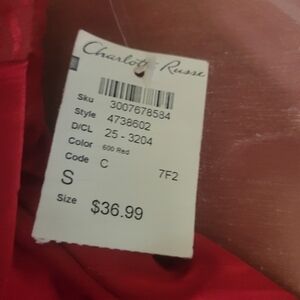 Charlotte Russe
Sku 3007678584
Style 4738602
D/CL 25 - 3204
Color 600 Red
Code C 7F2
S
Size $36.99